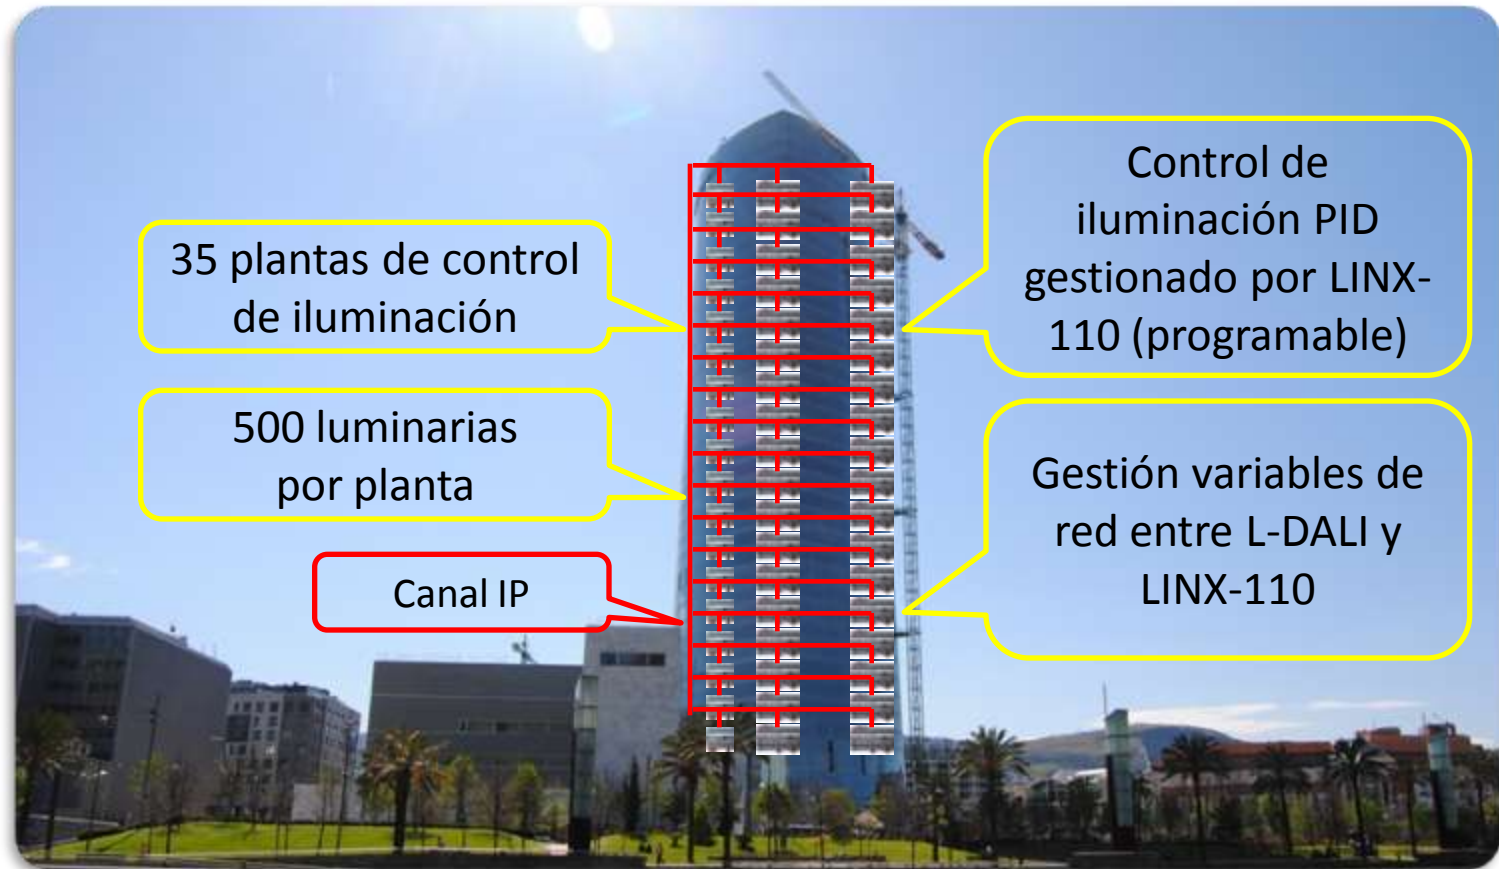 35 plantas de control
de iluminación
500 luminarias
por planta
Canal IP
Control de
iluminación PID
gestionado por LINX-
110 (programable)
Gestión variables de
red entre L-DALI y
LINX-110